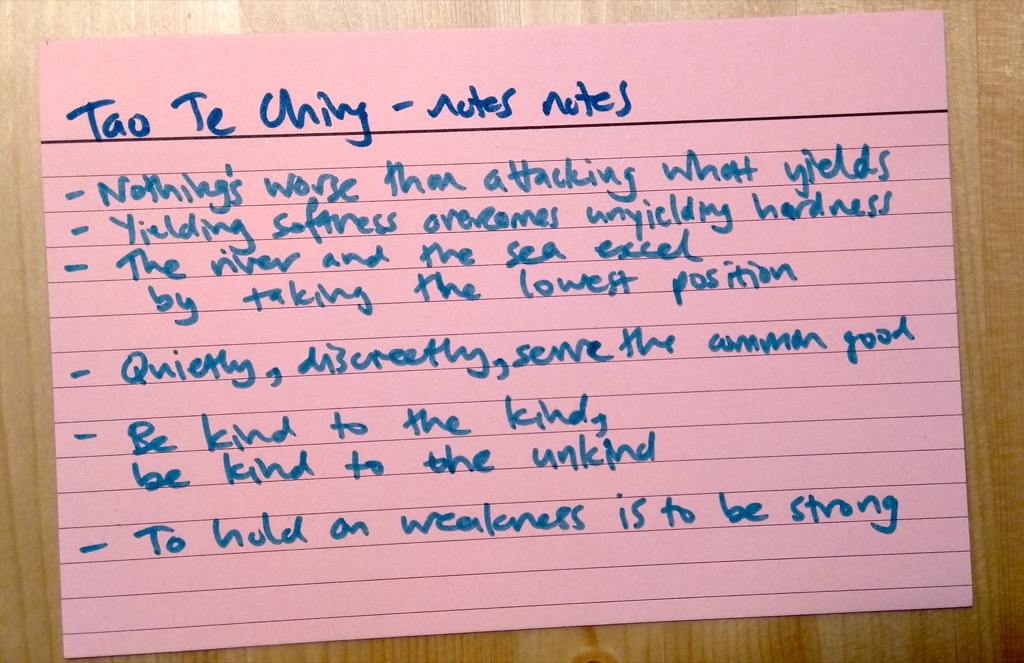 Tao Te Ching - notes notes
- Nothing's worse than attacking what yields
- Yielding softness overcomes unyielding hardness
- The river and the sea excel
by taking the lowest position
- Quietly, discreetly, serve the common good
- Be kind to the kind,
be kind to the unkind
- To hold on weakness is to be strong